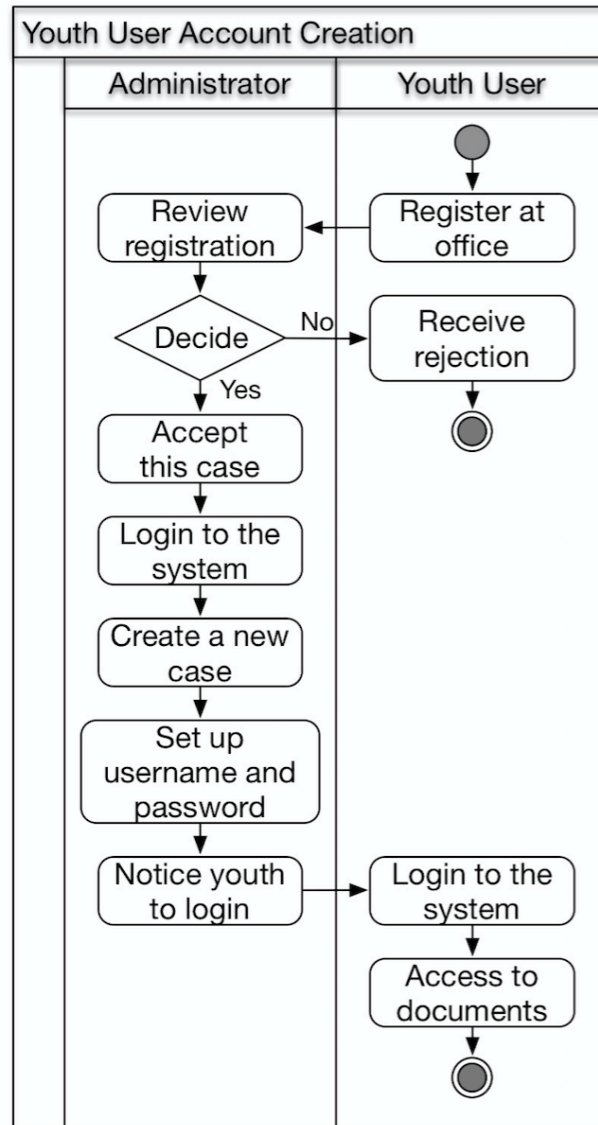 Youth User Account Creation
Administrator
Youth User
Review
registration
Register at
office
Decide
No
Receive
rejection
Yes
Accept
this case
Login to the
system
Create a new
case
Set up
username and
password
Notice youth
to login
Login to the
system
Access to
documents